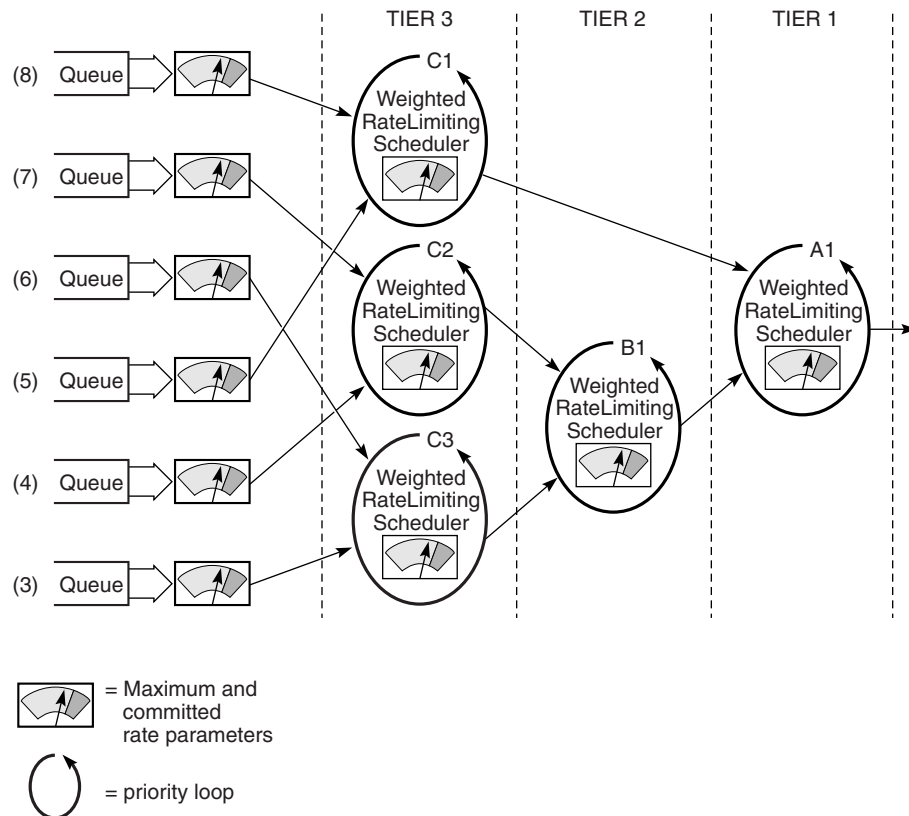 TIER 3
TIER 2
TIER 1
(8)
Queue
(7)
Queue
(6)
Queue
(5)
Queue
(4)
Queue
(3)
Queue
C1
Weighted
RateLimiting
Scheduler
C2
Weighted
RateLimiting
Scheduler
C3
Weighted
RateLimiting
Scheduler
B1
Weighted
RateLimiting
Scheduler
A1
Weighted
RateLimiting
Scheduler
= Maximum and
committed
rate parameters
= priority loop